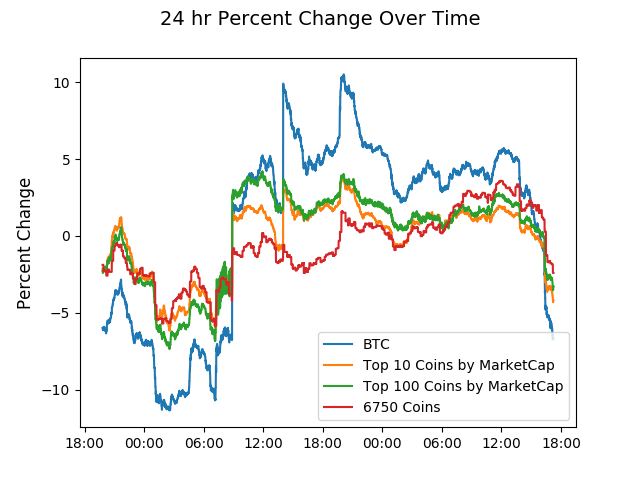 24 hr Percent Change Over Time
Percent Change
10
5
0
−5
−10
18:00 00:00 06:00 12:00 18:00 00:00 06:00 12:00 18:00
BTC
Top 10 Coins by MarketCap
Top 100 Coins by MarketCap
6750 Coins